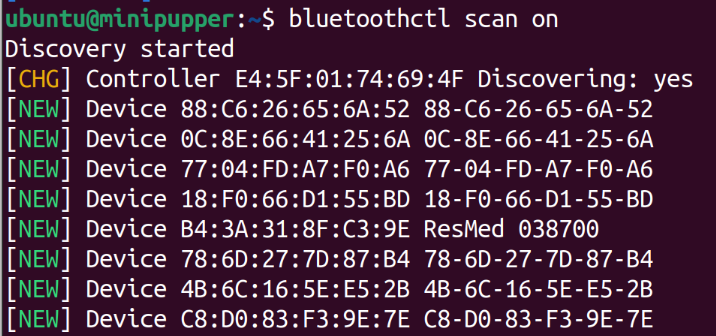 ubuntu@minipupper:~$ bluetoothctl scan on
Discovery started
[CHG] Controller E4:5F:01:74:69:4F Discovering: yes
[NEW] Device 88:C6:26:65:6A:52 88-C6-26-65-6A-52
[NEW] Device 0C:8E:66:41:25:6A 0C-8E-66-41-25-6A
[NEW] Device 77:04:FD:A7:F0:A6 77-04-FD-A7-F0-A6
[NEW] Device 18:F0:66:D1:55:BD 18-F0-66-D1-55-BD
[NEW] Device B4:3A:31:8F:C3:9E ResMed 038700
[NEW] Device 78:6D:27:7D:87:B4 78-6D-27-7D-87-B4
[NEW] Device 4B:6C:16:5E:E5:2B 4B-6C-16-5E-E5-2B
[NEW] Device C8:D0:83:F3:9E:7E C8-D0-83-F3-9E-7E